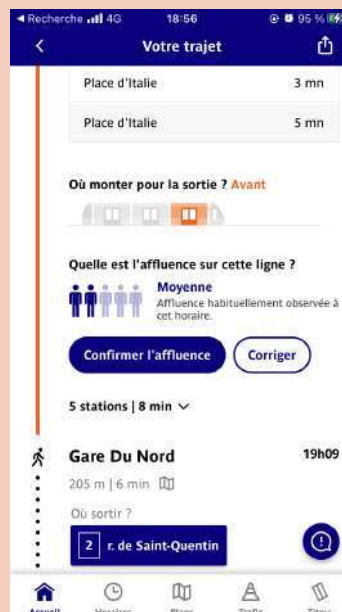 ◀ Recherche 4G 18:56 95 %
Votre trajet
Place d'Italie 3 mn
Place d'Italie 5 mn
Où monter pour la sortie ? Avant
Quelle est l'affluence sur cette ligne ?
Moyenne
Affluence habituellement observée à
cet horaire.
Confirmer l'affluence Corriger
5 stations | 8 min
Gare Du Nord 19h09
205 m | 6 min
Où sortir ?
2 r. de Saint-Quentin
Accueil Horaires Plans Trafic Titres